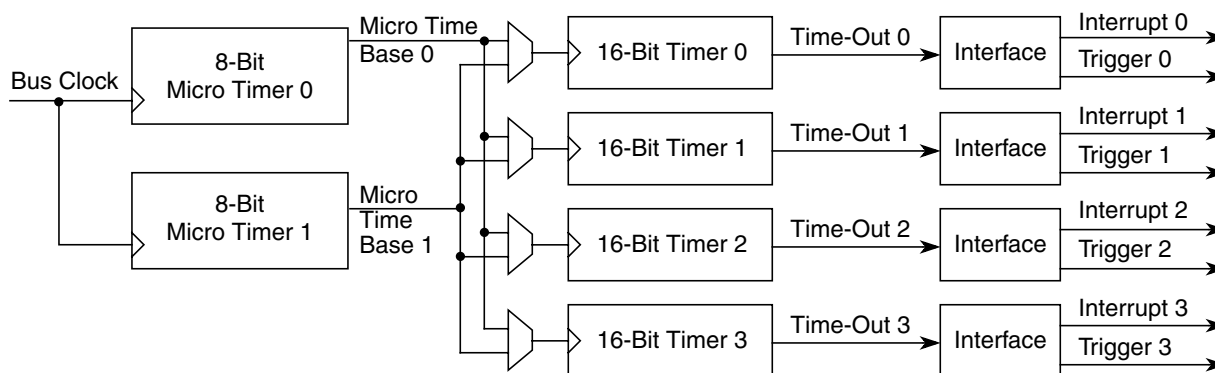 Bus Clock
8-Bit
Micro Timer 0
8-Bit
Micro Timer 1
Micro Time
Base 0
Micro
Time
Base 1
16-Bit Timer 0
Time-Out 0
Interface
Interrupt 0
Trigger 0
16-Bit Timer 1
Time-Out 1
Interface
Interrupt 1
Trigger 1
16-Bit Timer 2
Time-Out 2
Interface
Interrupt 2
Trigger 2
16-Bit Timer 3
Time-Out 3
Interface
Interrupt 3
Trigger 3